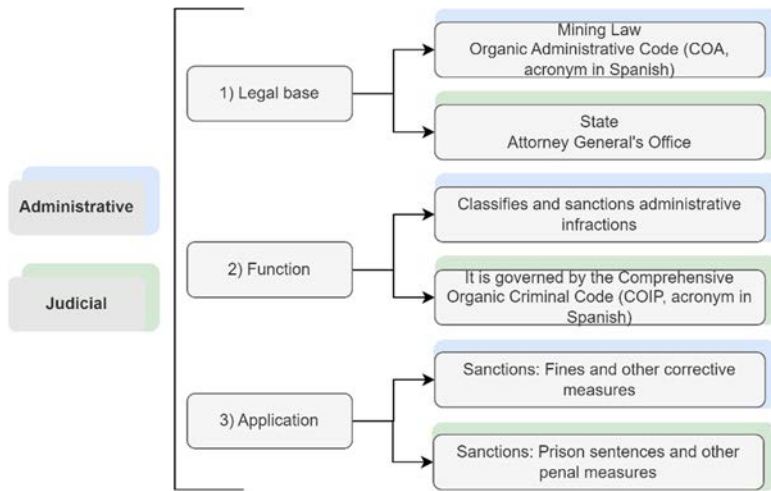 Administrative
Judicial
1) Legal base
Mining Law
Organic Administrative Code (COA,
acronym in Spanish)
State
Attorney General's Office
2) Function
Classifies and sanctions administrative
infractions
It is governed by the Comprehensive
Organic Criminal Code (COIP, acronym in
Spanish)
3) Application
Sanctions: Fines and other corrective
measures
Sanctions: Prison sentences and other
penal measures